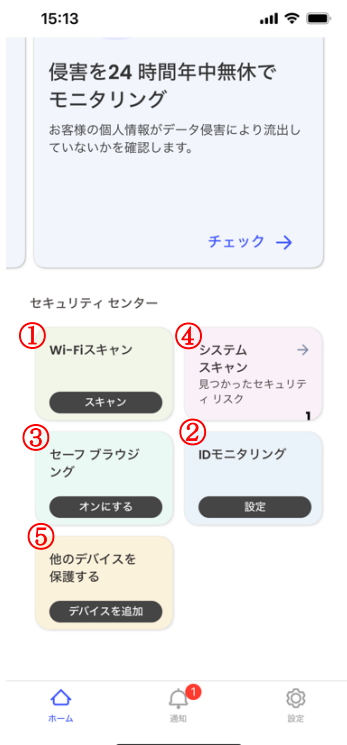 15:13
侵害を24 時間年中無休で
モニタリング
お客様の個人情報がデータ侵害により流出し
ていないかを確認します。
チェック →
セキュリティ センター
①
Wi-Fiスキャン
スキャン
④
システム →
スキャン
見つかったセキュリテ
ィ リスク
1
③
セーフ ブラウジ
ング
オンにする
②
IDモニタリング
設定
⑤
他のデバイスを
保護する
デバイスを追加
ホーム
1
通知
設定